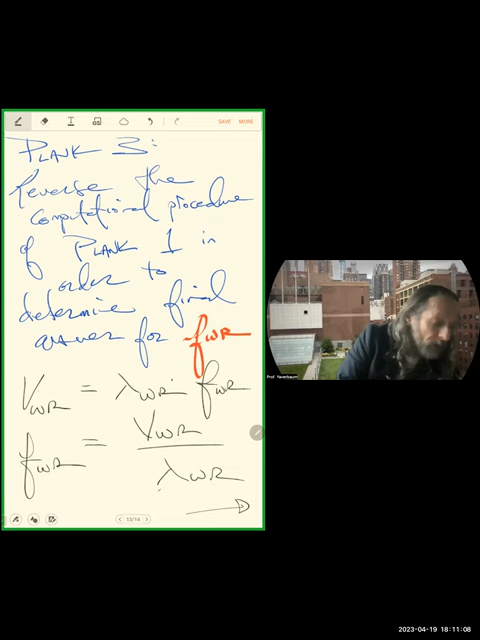 SAVE MORE
PLANK 3:
Reverse the
Computational procedure
of PLANK 1 in
order to
determine final
answer for fWR
VWR = λWR · fWR
fWR = VWR / λWR
13/14
Prof. Yaverbaum
2023-04-19 18:11:08